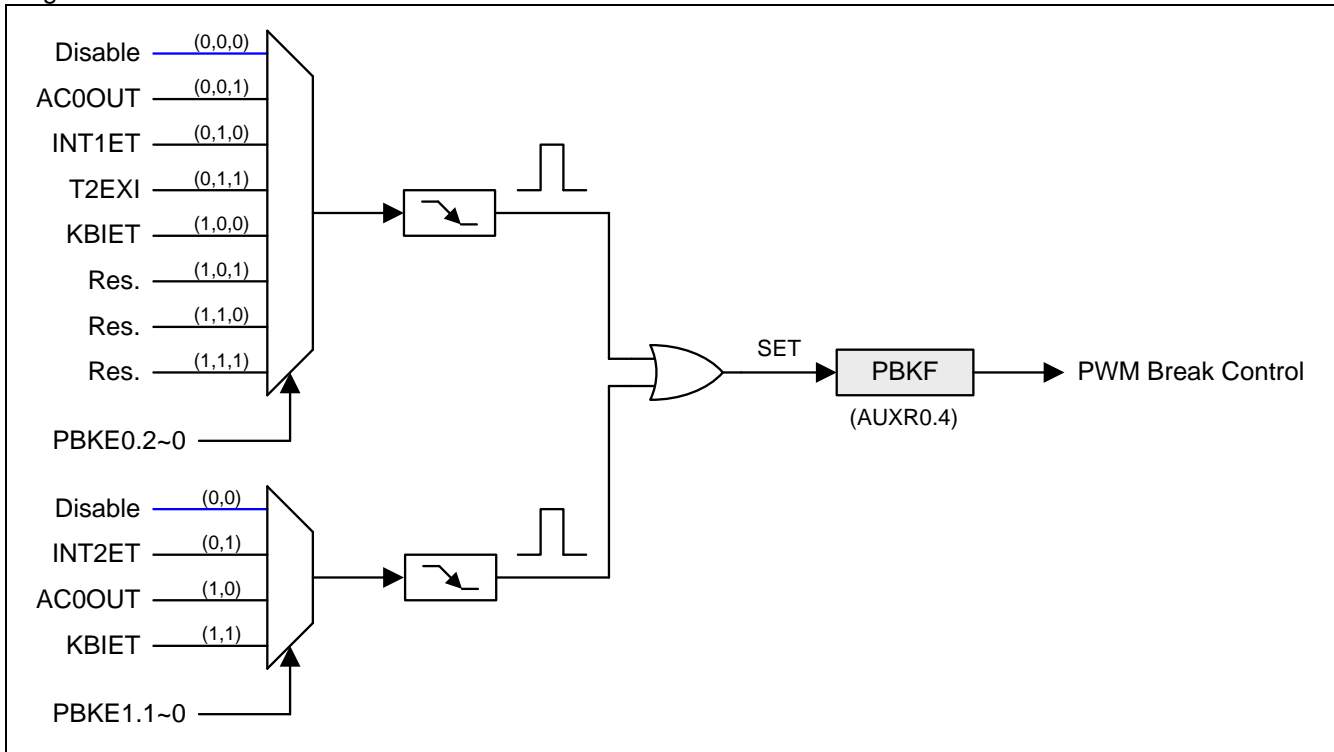 Disable (0,0,0)
AC0OUT (0,0,1)
INT1ET (0,1,0)
T2EXI (0,1,1)
KBIET (1,0,0)
Res. (1,0,1)
Res. (1,1,0)
Res. (1,1,1)
PBKE0.2~0
SET
PBKF
PWM Break Control
(AUXR0.4)
Disable (0,0)
INT2ET (0,1)
AC0OUT (1,0)
KBIET (1,1)
PBKE1.1~0